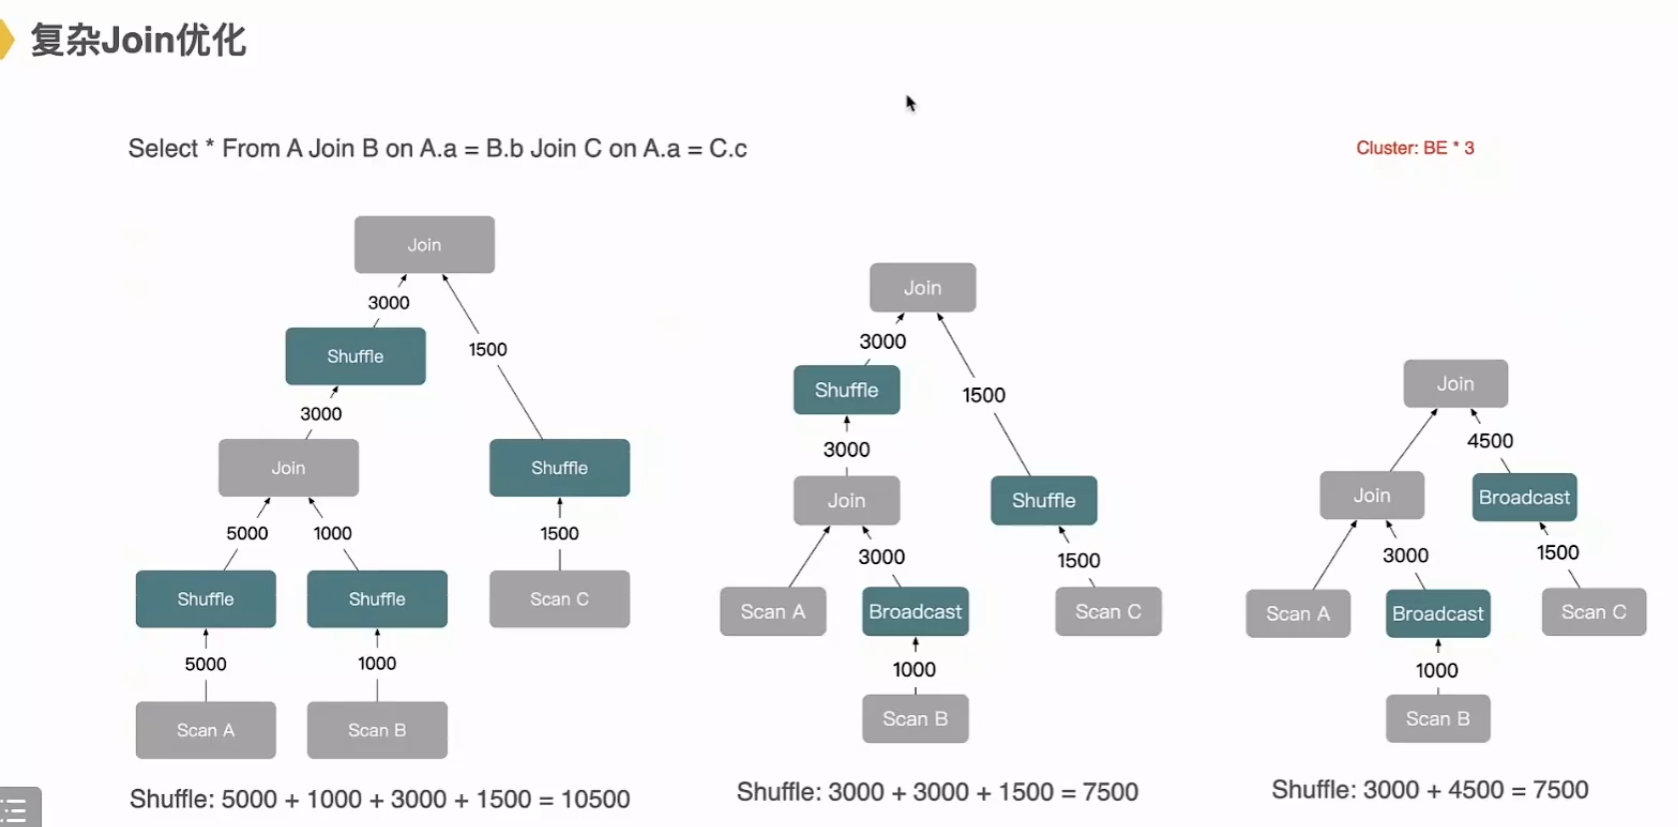 复杂Join优化
Select * From A Join B on A.a = B.b Join C on A.a = C.c
Cluster: BE * 3
Join
3000
Shuffle
1500
3000
Join
Shuffle
5000
1000
1500
Shuffle
Shuffle
Scan C
5000
1000
Scan A
Scan B
Shuffle: 5000 + 1000 + 3000 + 1500 = 10500
Join
3000
Shuffle
1500
3000
Join
Shuffle
3000
1500
Scan A
Broadcast
Scan C
1000
Scan B
Shuffle: 3000 + 3000 + 1500 = 7500
Join
4500
Join
Broadcast
3000
1500
Scan A
Broadcast
Scan C
1000
Scan B
Shuffle: 3000 + 4500 = 7500